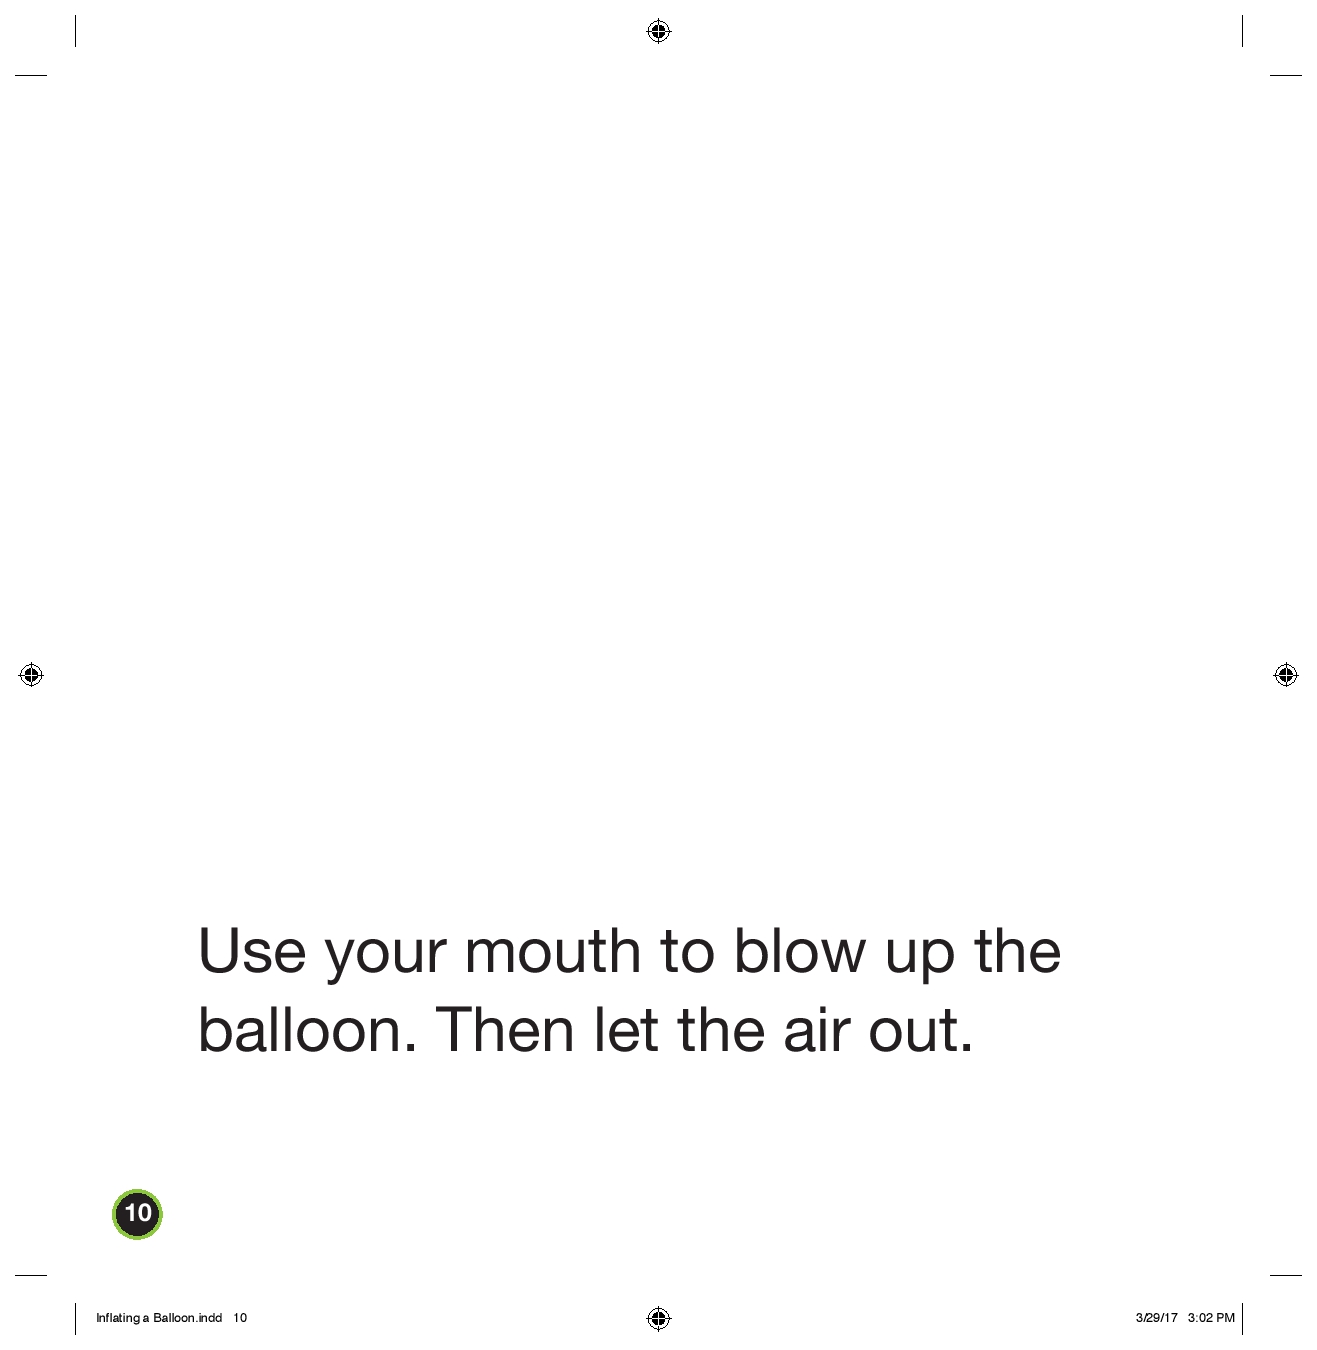 Use your mouth to blow up the
balloon. Then let the air out.
10
Inflating a Balloon.indd   10
3/29/17   3:02 PM